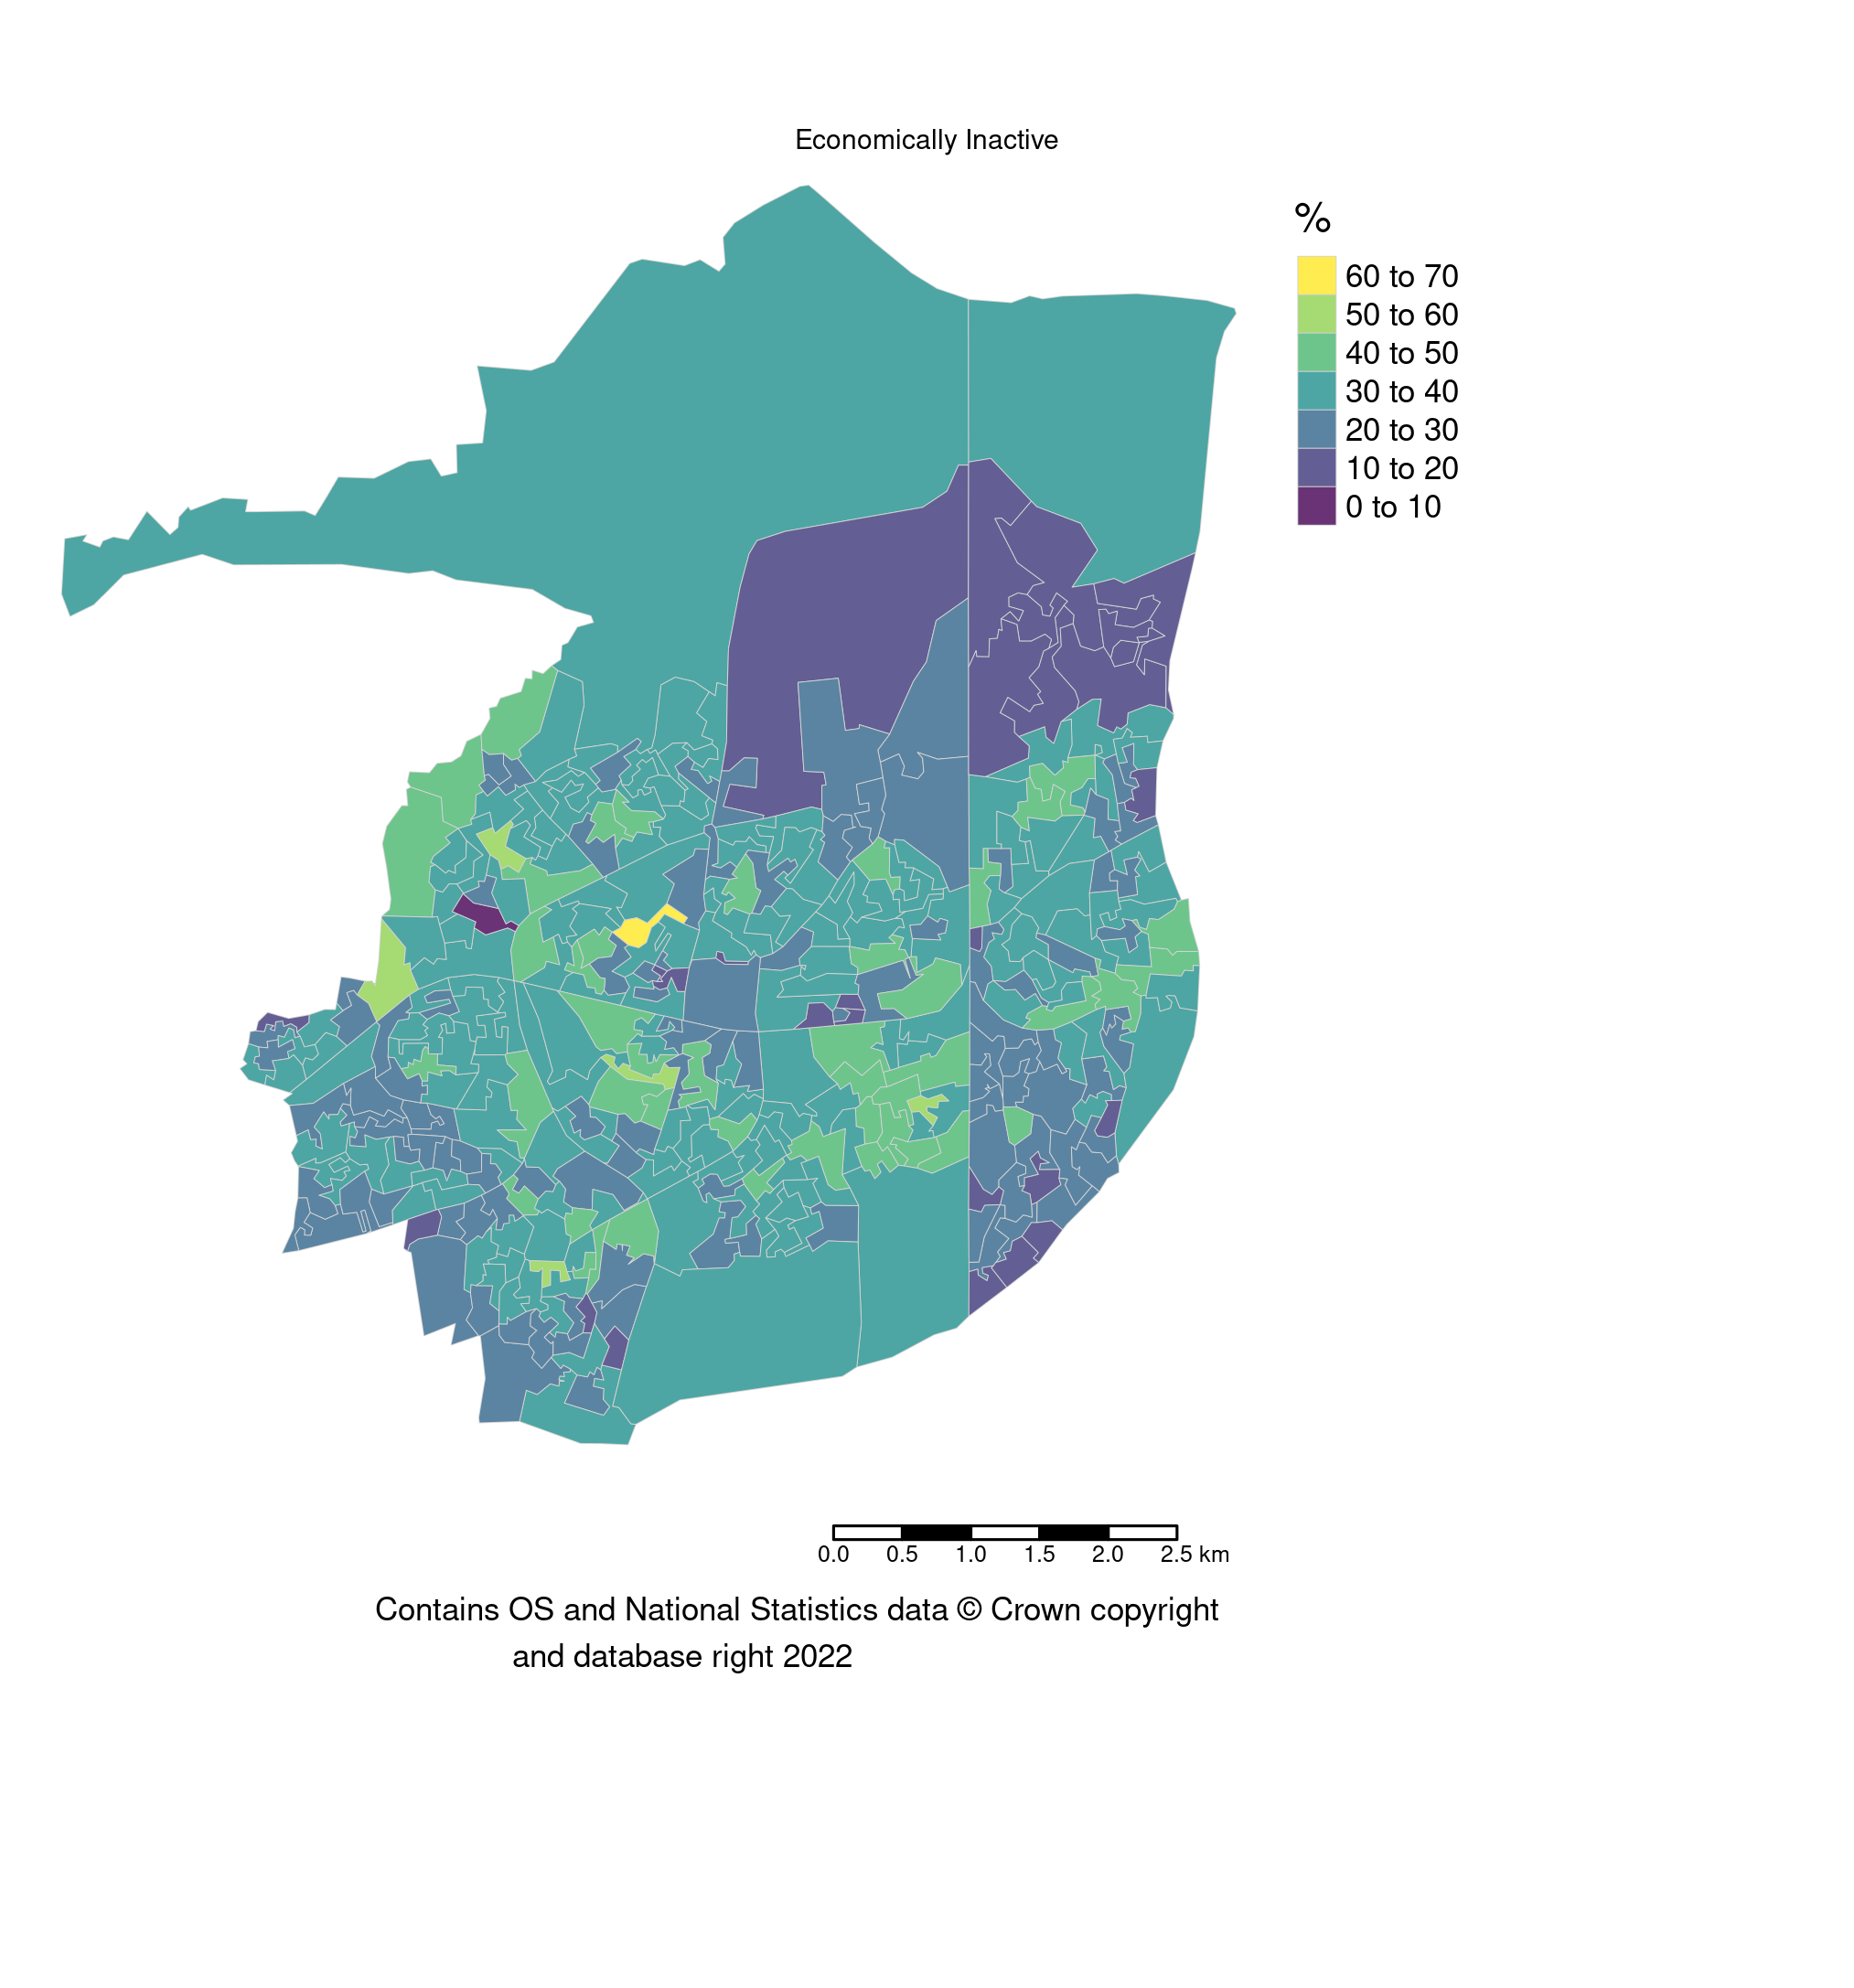 Economically Inactive
%
60 to 70
50 to 60
40 to 50
30 to 40
20 to 30
10 to 20
0 to 10
0.0 0.5 1.0 1.5 2.0 2.5 km
Contains OS and National Statistics data © Crown copyright
and database right 2022